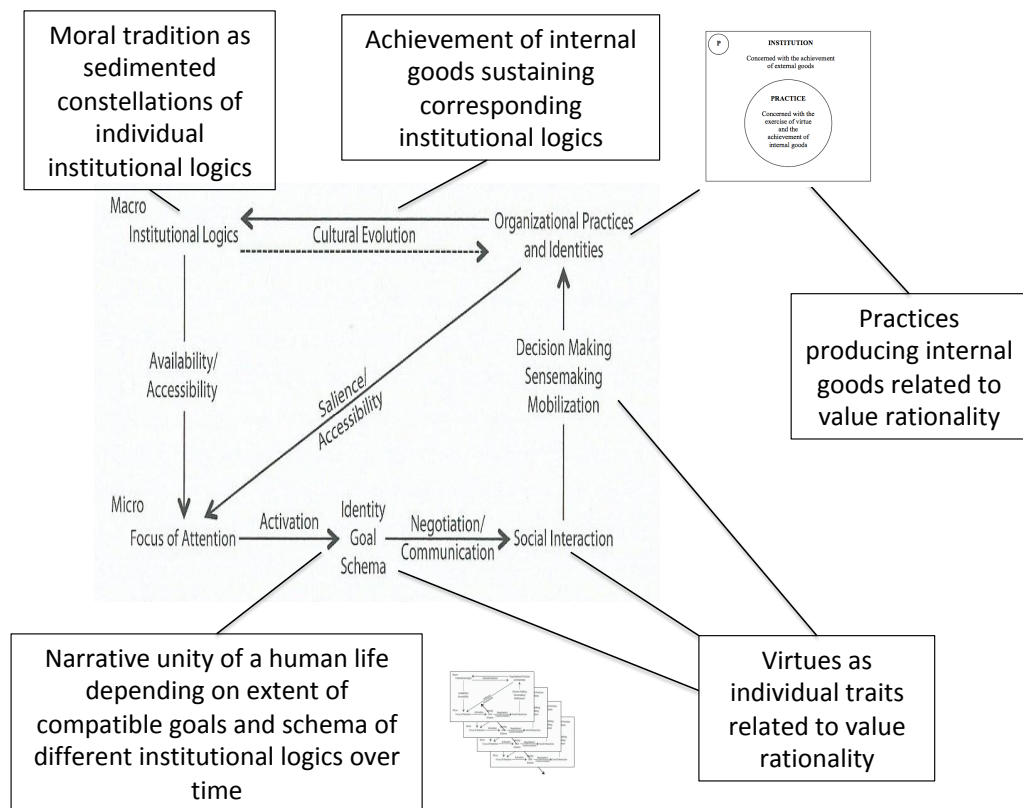 Moral tradition as
sedimented
constellations of
individual
institutional logics
Achievement of internal
goods sustaining
corresponding
institutional logics
P
INSTITUTION
Concerned with the achievement
of external goods
PRACTICE
Concerned with the
exercise of virtue
and the
achievement of
internal goods
Macro
Institutional Logics
Cultural Evolution
Organizational Practices
and Identities
Availability/
Accessibility
Salience/
Accessibility
Decision Making
Sensemaking
Mobilization
Practices
producing internal
goods related to
value rationality
Micro
Focus of Attention
Activation
Identity
Goal
Schema
Negotiation/
Communication
Social Interaction
Narrative unity of a human life
depending on extent of
compatible goals and schema of
different institutional logics over
time
Virtues as
individual traits
related to value
rationality